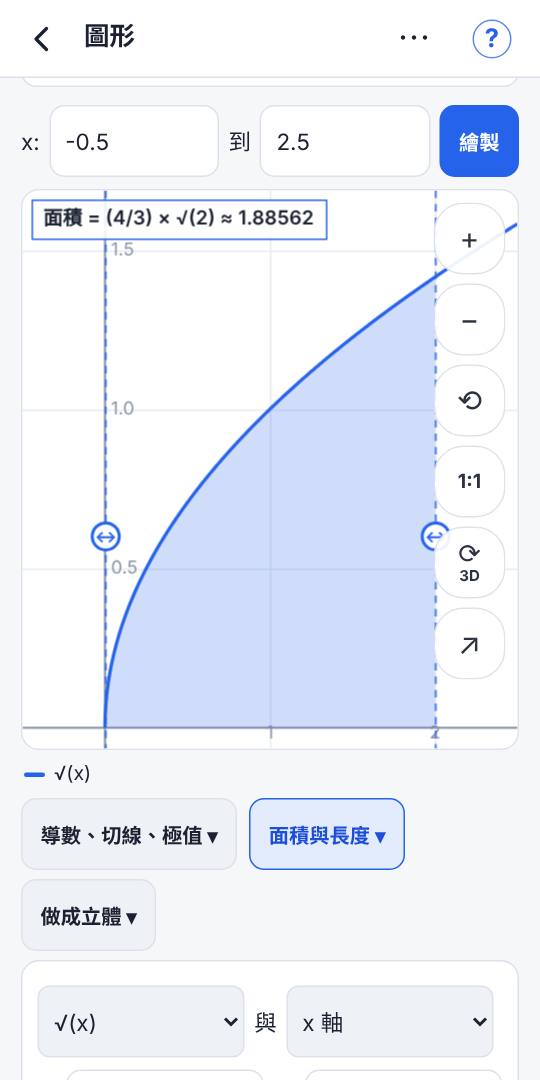 圖形
?
x: -0.5 到 2.5 繪製
面積 = (4/3) × √(2) ≈ 1.88562
+
1.5
−
1.0
1:1
0.5
3D
1 2
√(x)
導數、切線、極值 ▾ 面積與長度 ▾
做成立體 ▾
√(x) 與 x 軸